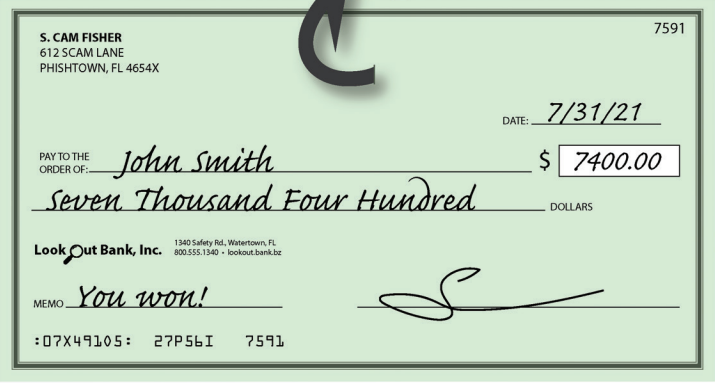 7591
S. CAM FISHER
612 SCAM LANE
PHISHTOWN, FL 4654X
DATE: 7/31/21
PAY TO THE
ORDER OF: John Smith $ 7400.00
Seven Thousand Four Hundred DOLLARS
Look Out Bank, Inc. 1340 Safety Rd., Watertown, FL
800.555.1340 • lookout.bank.bz
MEMO You won!
:07X49105: 27P56I 7591